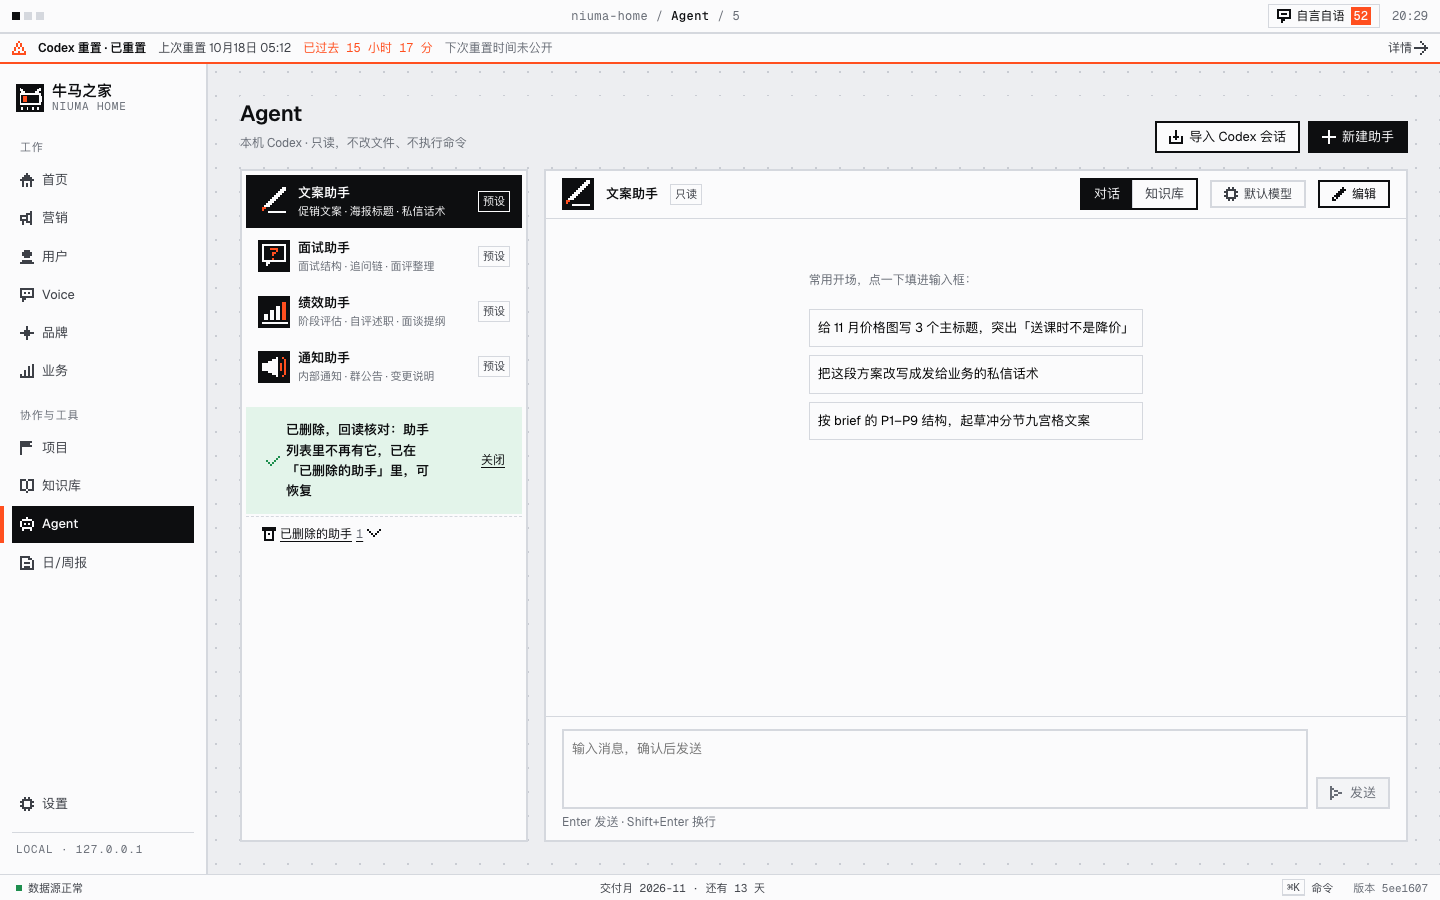 niuma-home / Agent / 5
自言自语 52
20:29
Codex 重置 · 已重置 上次重置 10月18日 05:12 已过去 15 小时 17 分 下次重置时间未公开
详情
牛马之家
NIUMA HOME
工作
首页
营销
用户
Voice
品牌
业务
协作与工具
项目
知识库
Agent
日/周报
设置
LOCAL · 127.0.0.1
Agent
本机 Codex · 只读，不改文件、不执行命令
导入 Codex 会话
新建助手
文案助手
促销文案 · 海报标题 · 私信话术
预设
面试助手
面试结构 · 追问链 · 面评整理
预设
绩效助手
阶段评估 · 自评述职 · 面谈提纲
预设
通知助手
内部通知 · 群公告 · 变更说明
预设
已删除，回读核对：助手
列表里不再有它，已在
「已删除的助手」里，可
恢复
关闭
已删除的助手 1
文案助手
只读
对话
知识库
默认模型
编辑
常用开场，点一下填进输入框：
给 11 月价格图写 3 个主标题，突出「送课时不是降价」
把这段方案改写成发给业务的私信话术
按 brief 的 P1–P9 结构，起草冲分节九宫格文案
输入消息，确认后发送
发送
Enter 发送 · Shift+Enter 换行
数据源正常
交付月 2026-11 · 还有 13 天
⌘K 命令
版本 5ee1607